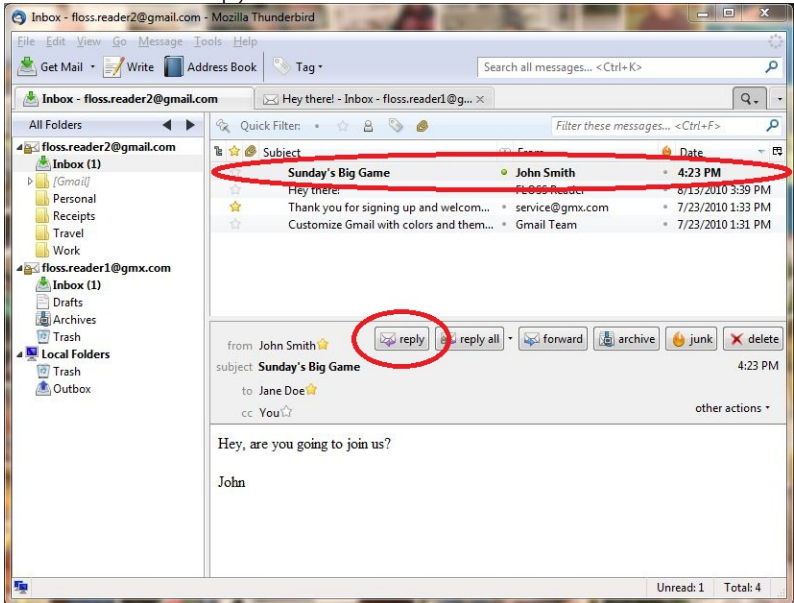 Inbox - floss.reader2@gmail.com - Mozilla Thunderbird
File Edit View Go Message Tools Help
Get Mail Write Address Book Tag Search all messages... <Ctrl+K>
Inbox - floss.reader2@gmail.com Hey there! - Inbox - floss.reader1@g...
All Folders Quick Filter: Filter these messages... <Ctrl+F>
Subject From Date
floss.reader2@gmail.com
Inbox (1)
[Gmail]
Personal
Receipts
Travel
Work
floss.reader1@gmx.com
Inbox (1)
Drafts
Archives
Trash
Local Folders
Trash
Outbox
Sunday's Big Game John Smith 4:23 PM
Hey there! FLOSS Reader 8/13/2010 3:39 PM
Thank you for signing up and welcom... service@gmx.com 7/23/2010 1:33 PM
Customize Gmail with colors and them... Gmail Team 7/23/2010 1:31 PM
reply reply all forward archive junk delete
from John Smith
subject Sunday's Big Game 4:23 PM
to Jane Doe
cc You other actions
Hey, are you going to join us?
John
Unread: 1 Total: 4